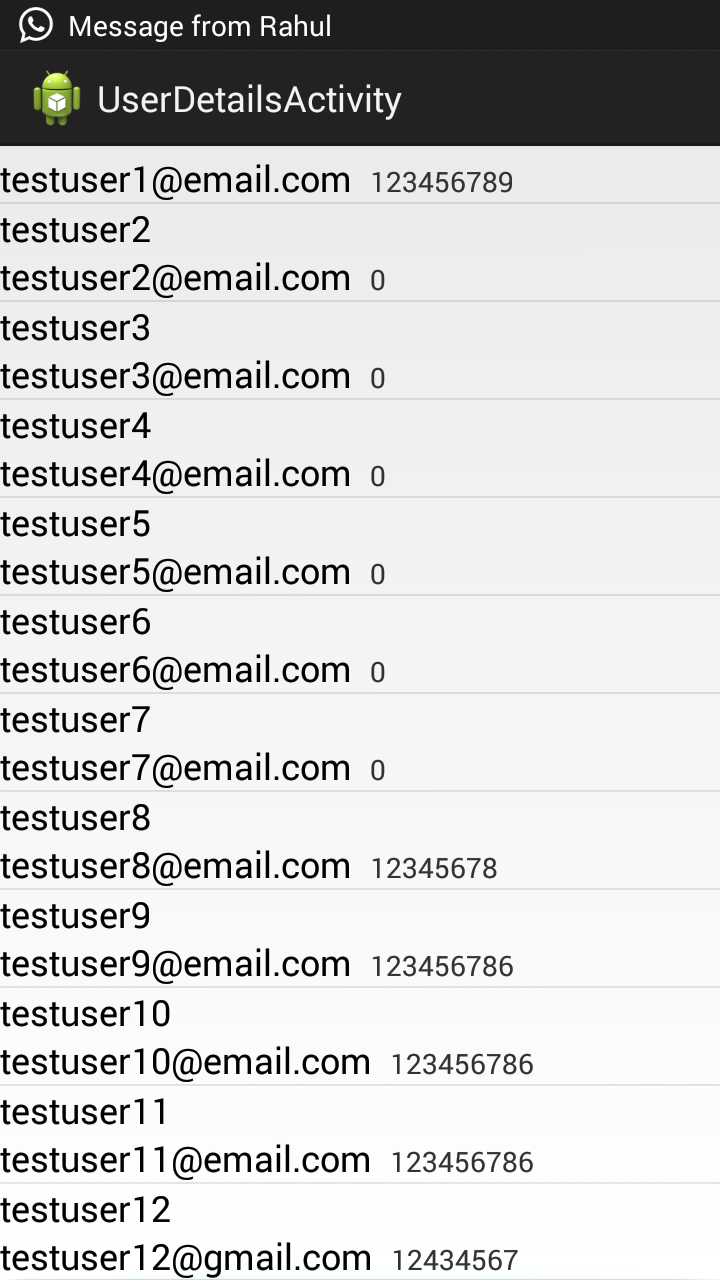 Message from Rahul
UserDetailsActivity
testuser1@email.com 123456789
testuser2
testuser2@email.com 0
testuser3
testuser3@email.com 0
testuser4
testuser4@email.com 0
testuser5
testuser5@email.com 0
testuser6
testuser6@email.com 0
testuser7
testuser7@email.com 0
testuser8
testuser8@email.com 12345678
testuser9
testuser9@email.com 123456786
testuser10
testuser10@email.com 123456786
testuser11
testuser11@email.com 123456786
testuser12
testuser12@gmail.com 12434567